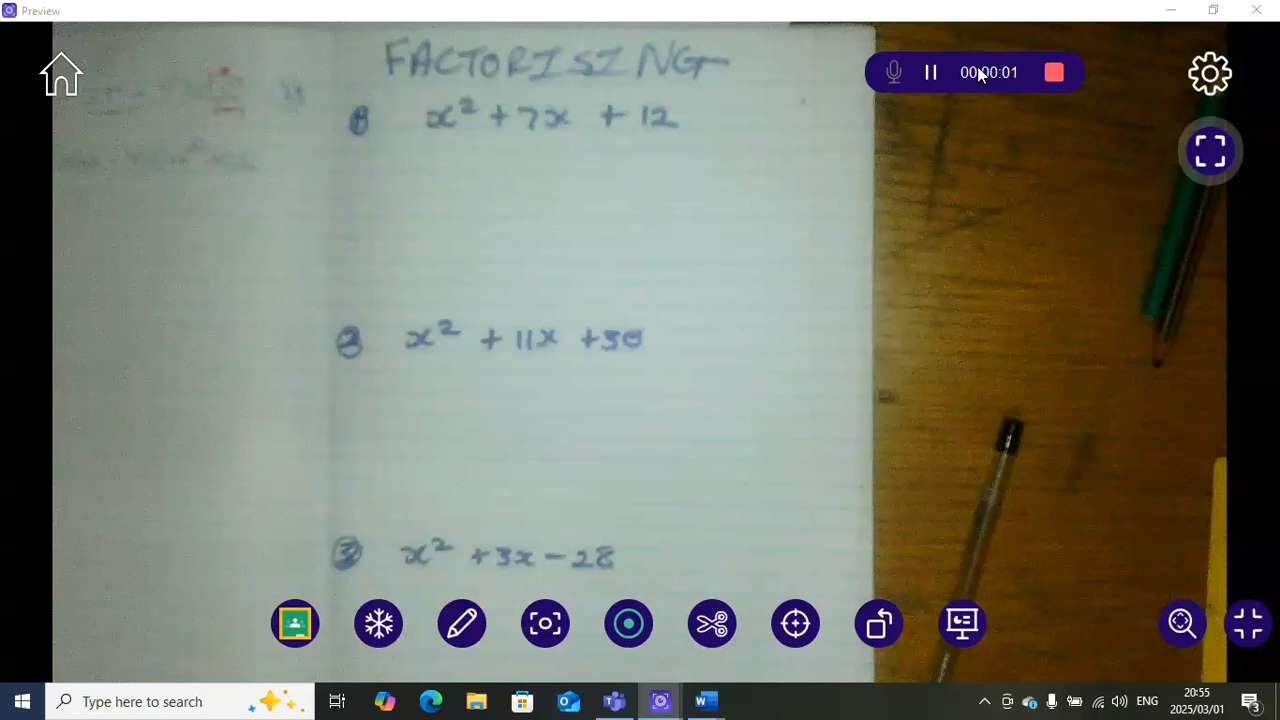 Preview
FACTORISING
① x² + 7x + 12
00:00:01
② x² + 11x + 30
③ x² + 3x - 28
Type here to search
ENG
20:55
2025/03/01
3